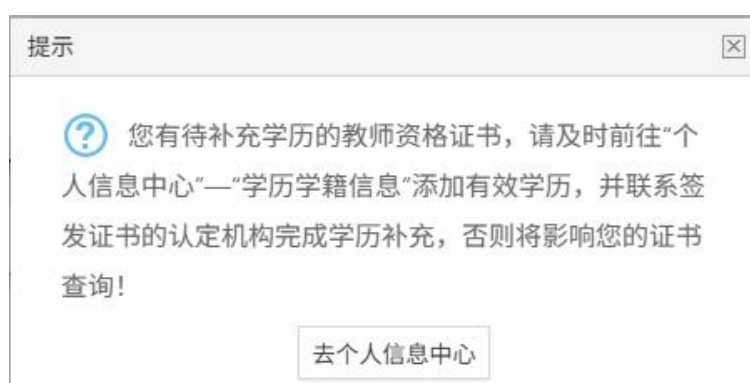 提示
您有待补充学历的教师资格证书，请及时前往“个
人信息中心”—“学历学籍信息”添加有效学历，并联系签
发证书的认定机构完成学历补充，否则将影响您的证书
查询！
去个人信息中心